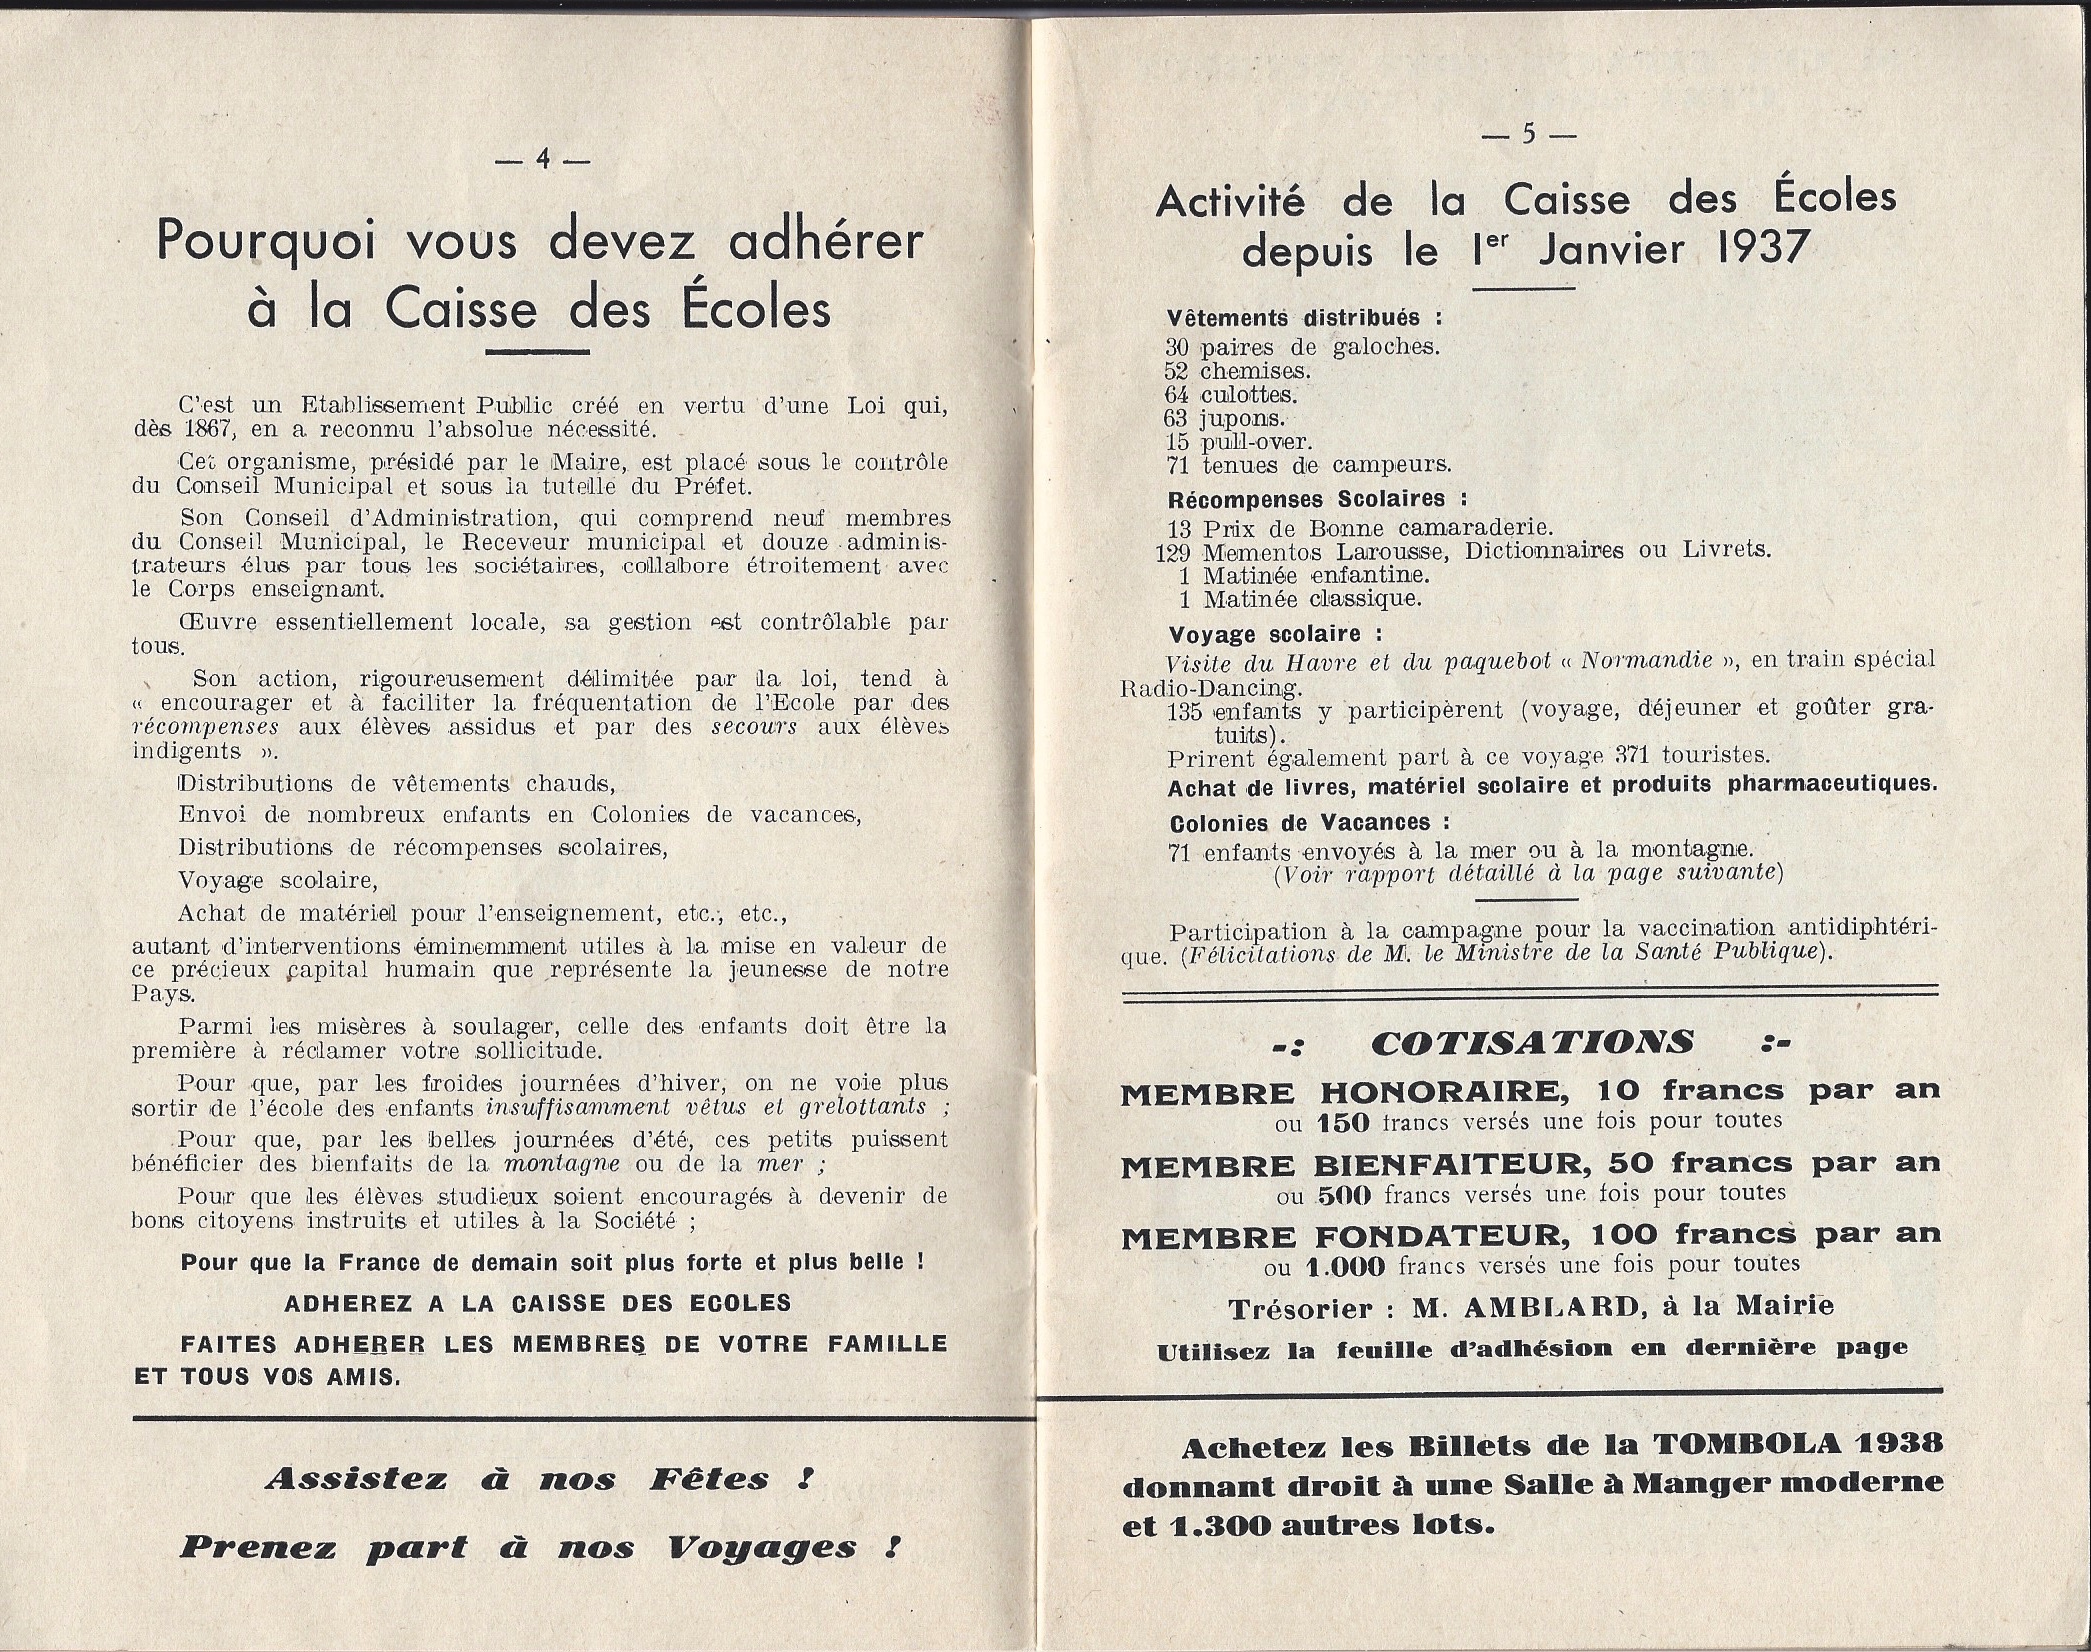 — 4 —
Pourquoi vous devez adhérer
à la Caisse des Écoles
C'est un Etablissement Public créé en vertu d'une Loi qui,
dès 1867, en a reconnu l'absolue nécessité.
Cet organisme, présidé par le Maire, est placé sous le contrôle
du Conseil Municipal et sous la tutelle du Préfet.
Son Conseil d'Administration, qui comprend neuf membres
du Conseil Municipal, le Receveur municipal et douze adminis-
trateurs élus par tous les sociétaires, collabore étroitement avec
le Corps enseignant.
Œuvre essentiellement locale, sa gestion est contrôlable par
tous.
Son action, rigoureusement délimitée par la loi, tend à
« encourager et à faciliter la fréquentation de l'Ecole par des
récompenses aux élèves assidus et par des secours aux élèves
indigents ».
Distributions de vêtements chauds,
Envoi de nombreux enfants en Colonies de vacances,
Distributions de récompenses scolaires,
Voyage scolaire,
Achat de matériel pour l'enseignement, etc., etc.,
autant d'interventions éminemment utiles à la mise en valeur de
ce précieux capital humain que représente la jeunesse de notre
Pays.
Parmi les misères à soulager, celle des enfants doit être la
première à réclamer votre sollicitude.
Pour que, par les froides journées d'hiver, on ne voie plus
sortir de l'école des enfants insuffisamment vêtus et grelottants ;
Pour que, par les belles journées d'été, ces petits puissent
bénéficier des bienfaits de la montagne ou de la mer ;
Pour que les élèves studieux soient encouragés à devenir de
bons citoyens instruits et utiles à la Société ;
Pour que la France de demain soit plus forte et plus belle !
ADHEREZ A LA CAISSE DES ECOLES
FAITES ADHERER LES MEMBRES DE VOTRE FAMILLE
ET TOUS VOS AMIS.
Assistez à nos Fêtes !
Prenez part à nos Voyages !
— 5 —
Activité de la Caisse des Écoles
depuis le 1er Janvier 1937
Vêtements distribués :
30 paires de galoches.
52 chemises.
64 culottes.
63 jupons.
15 pull-over.
71 tenues de campeurs.
Récompenses Scolaires :
13 Prix de Bonne camaraderie.
129 Mementos Larousse, Dictionnaires ou Livrets.
1 Matinée enfantine.
1 Matinée classique.
Voyage scolaire :
Visite du Havre et du paquebot « Normandie », en train spécial
Radio-Dancing.
135 enfants y participèrent (voyage, déjeuner et goûter gra-
tuits).
Prirent également part à ce voyage 371 touristes.
Achat de livres, matériel scolaire et produits pharmaceutiques.
Colonies de Vacances :
71 enfants envoyés à la mer ou à la montagne.
(Voir rapport détaillé à la page suivante)
Participation à la campagne pour la vaccination antidiphtéri-
que. (Félicitations de M. le Ministre de la Santé Publique).
-: COTISATIONS :-
MEMBRE HONORAIRE, 10 francs par an
ou 150 francs versés une fois pour toutes
MEMBRE BIENFAITEUR, 50 francs par an
ou 500 francs versés une fois pour toutes
MEMBRE FONDATEUR, 100 francs par an
ou 1.000 francs versés une fois pour toutes
Trésorier : M. AMBLARD, à la Mairie
Utilisez la feuille d'adhésion en dernière page
Achetez les Billets de la TOMBOLA 1938
donnant droit à une Salle à Manger moderne
et 1.300 autres lots.